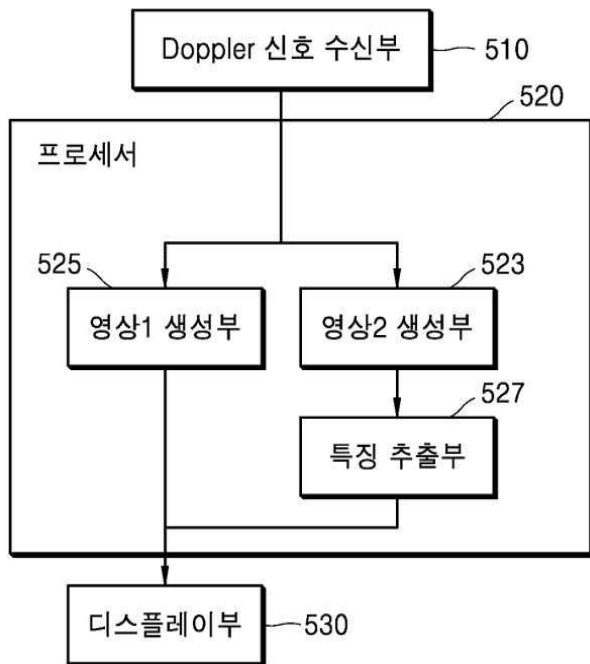 Doppler 신호 수신부
510
520
프로세서
525
523
영상1 생성부
영상2 생성부
527
특징 추출부
디스플레이부
530